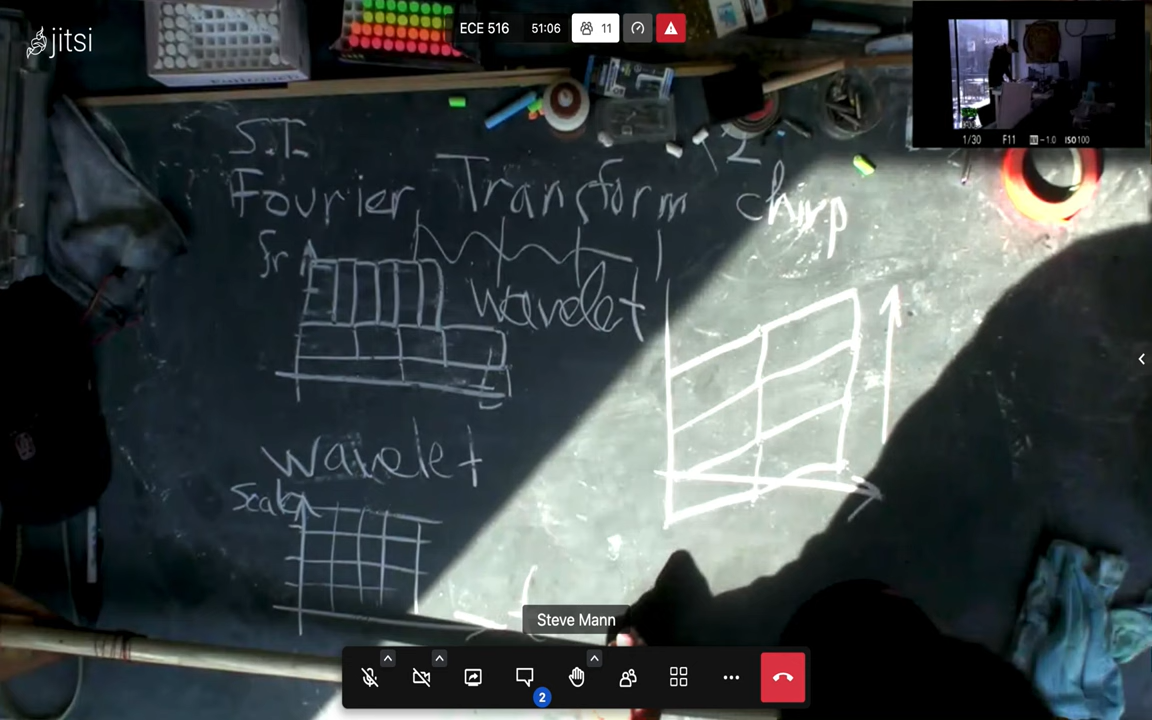 jitsi
ECE 516
51:06
11
1/30 F11 -1.0 ISO100
S.T.
Fourier Transform
chirp
fr
wavelet
wavelet
Scale
Steve Mann
2